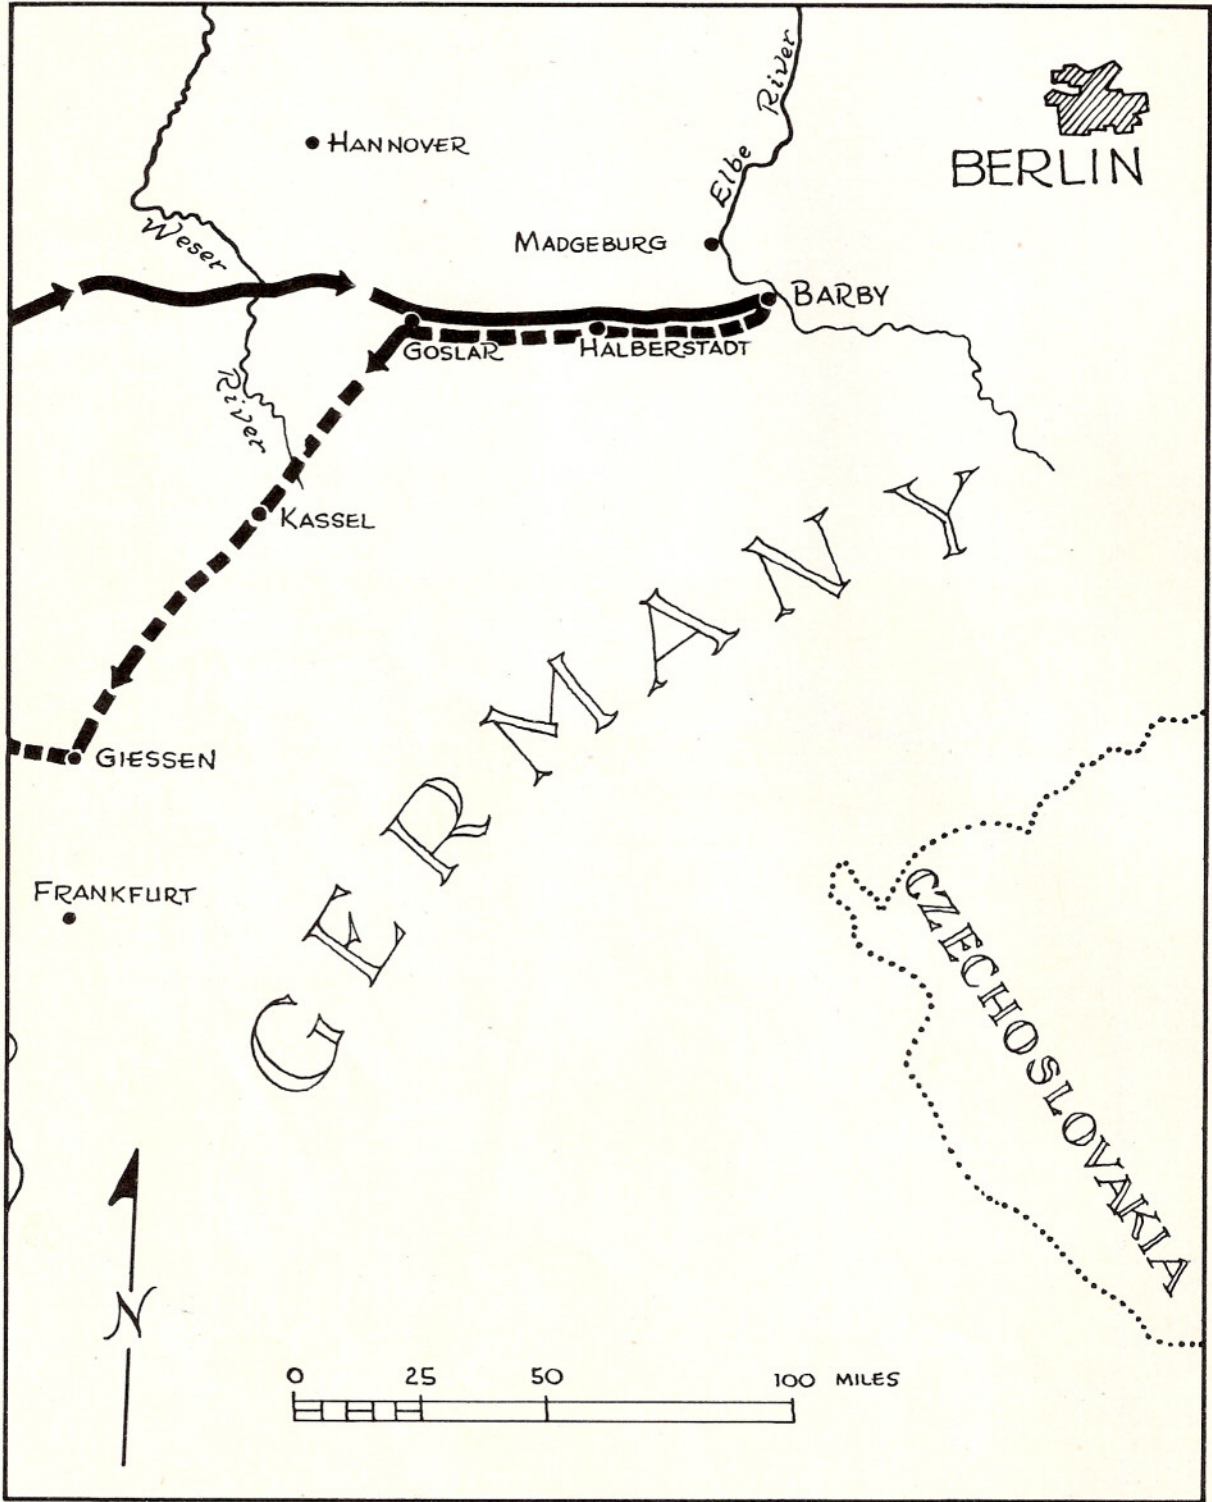 HANNOVER
Elbe River
BERLIN
Weser River
MADGEBURG
BARBY
GOSLAR
HALBERSTADT
KASSEL
GERMANY
GIESSEN
FRANKFURT
CZECHOSLOVAKIA
N
0 25 50 100 MILES